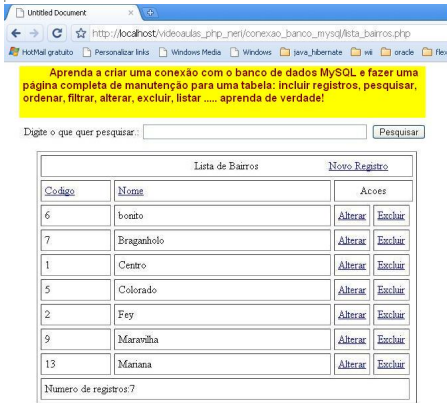 Untitled Document
http://localhost/videoaulas_php_neri/conexao_banco_mysql/lista_bairros.php
HotMail gratuito Personalizar links Windows Media Windows java_hibernate wii oracle flex
Aprenda a criar uma conexão com o banco de dados MySQL e fazer uma
página completa de manutenção para uma tabela: incluir registros, pesquisar,
ordenar, filtrar, alterar, excluir, listar ..... aprenda de verdade!
Digite o que quer pesquisar.: Pesquisar
Lista de Bairros Novo Registro
Codigo Nome Acoes
6 bonito Alterar Excluir
7 Braganholo Alterar Excluir
1 Centro Alterar Excluir
5 Colorado Alterar Excluir
2 Fey Alterar Excluir
9 Maravilha Alterar Excluir
13 Mariana Alterar Excluir
Numero de registros:7